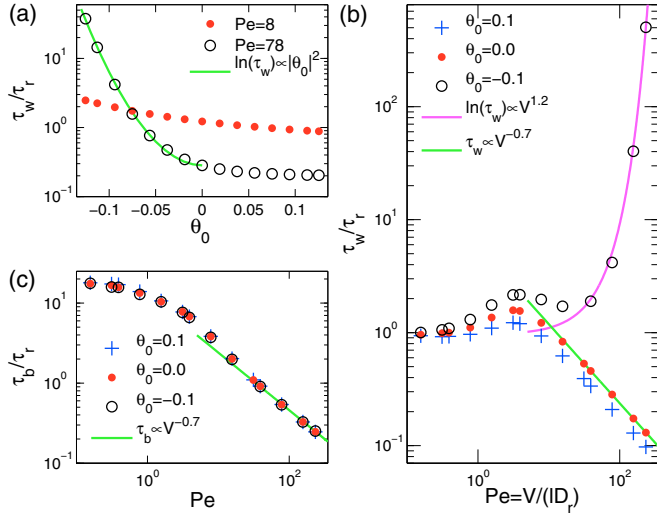 (a)
Pe=8
Pe=78
ln(τ_w)∝|θ_0|^2
10^1
10^0
10^−1
τ_w/τ_r
−0.1 −0.05 0 0.05 0.1
θ_0
(b)
θ_0=0.1
θ_0=0.0
θ_0=−0.1
ln(τ_w)∝V^1.2
τ_w∝V^−0.7
10^2
10^1
10^0
10^−1
τ_w/τ_r
10^0 10^2
Pe=V/(lD_r)
(c)
θ_0=0.1
θ_0=0.0
θ_0=−0.1
τ_b∝V^−0.7
10^1
10^0
10^−1
τ_b/τ_r
10^0 10^2
Pe